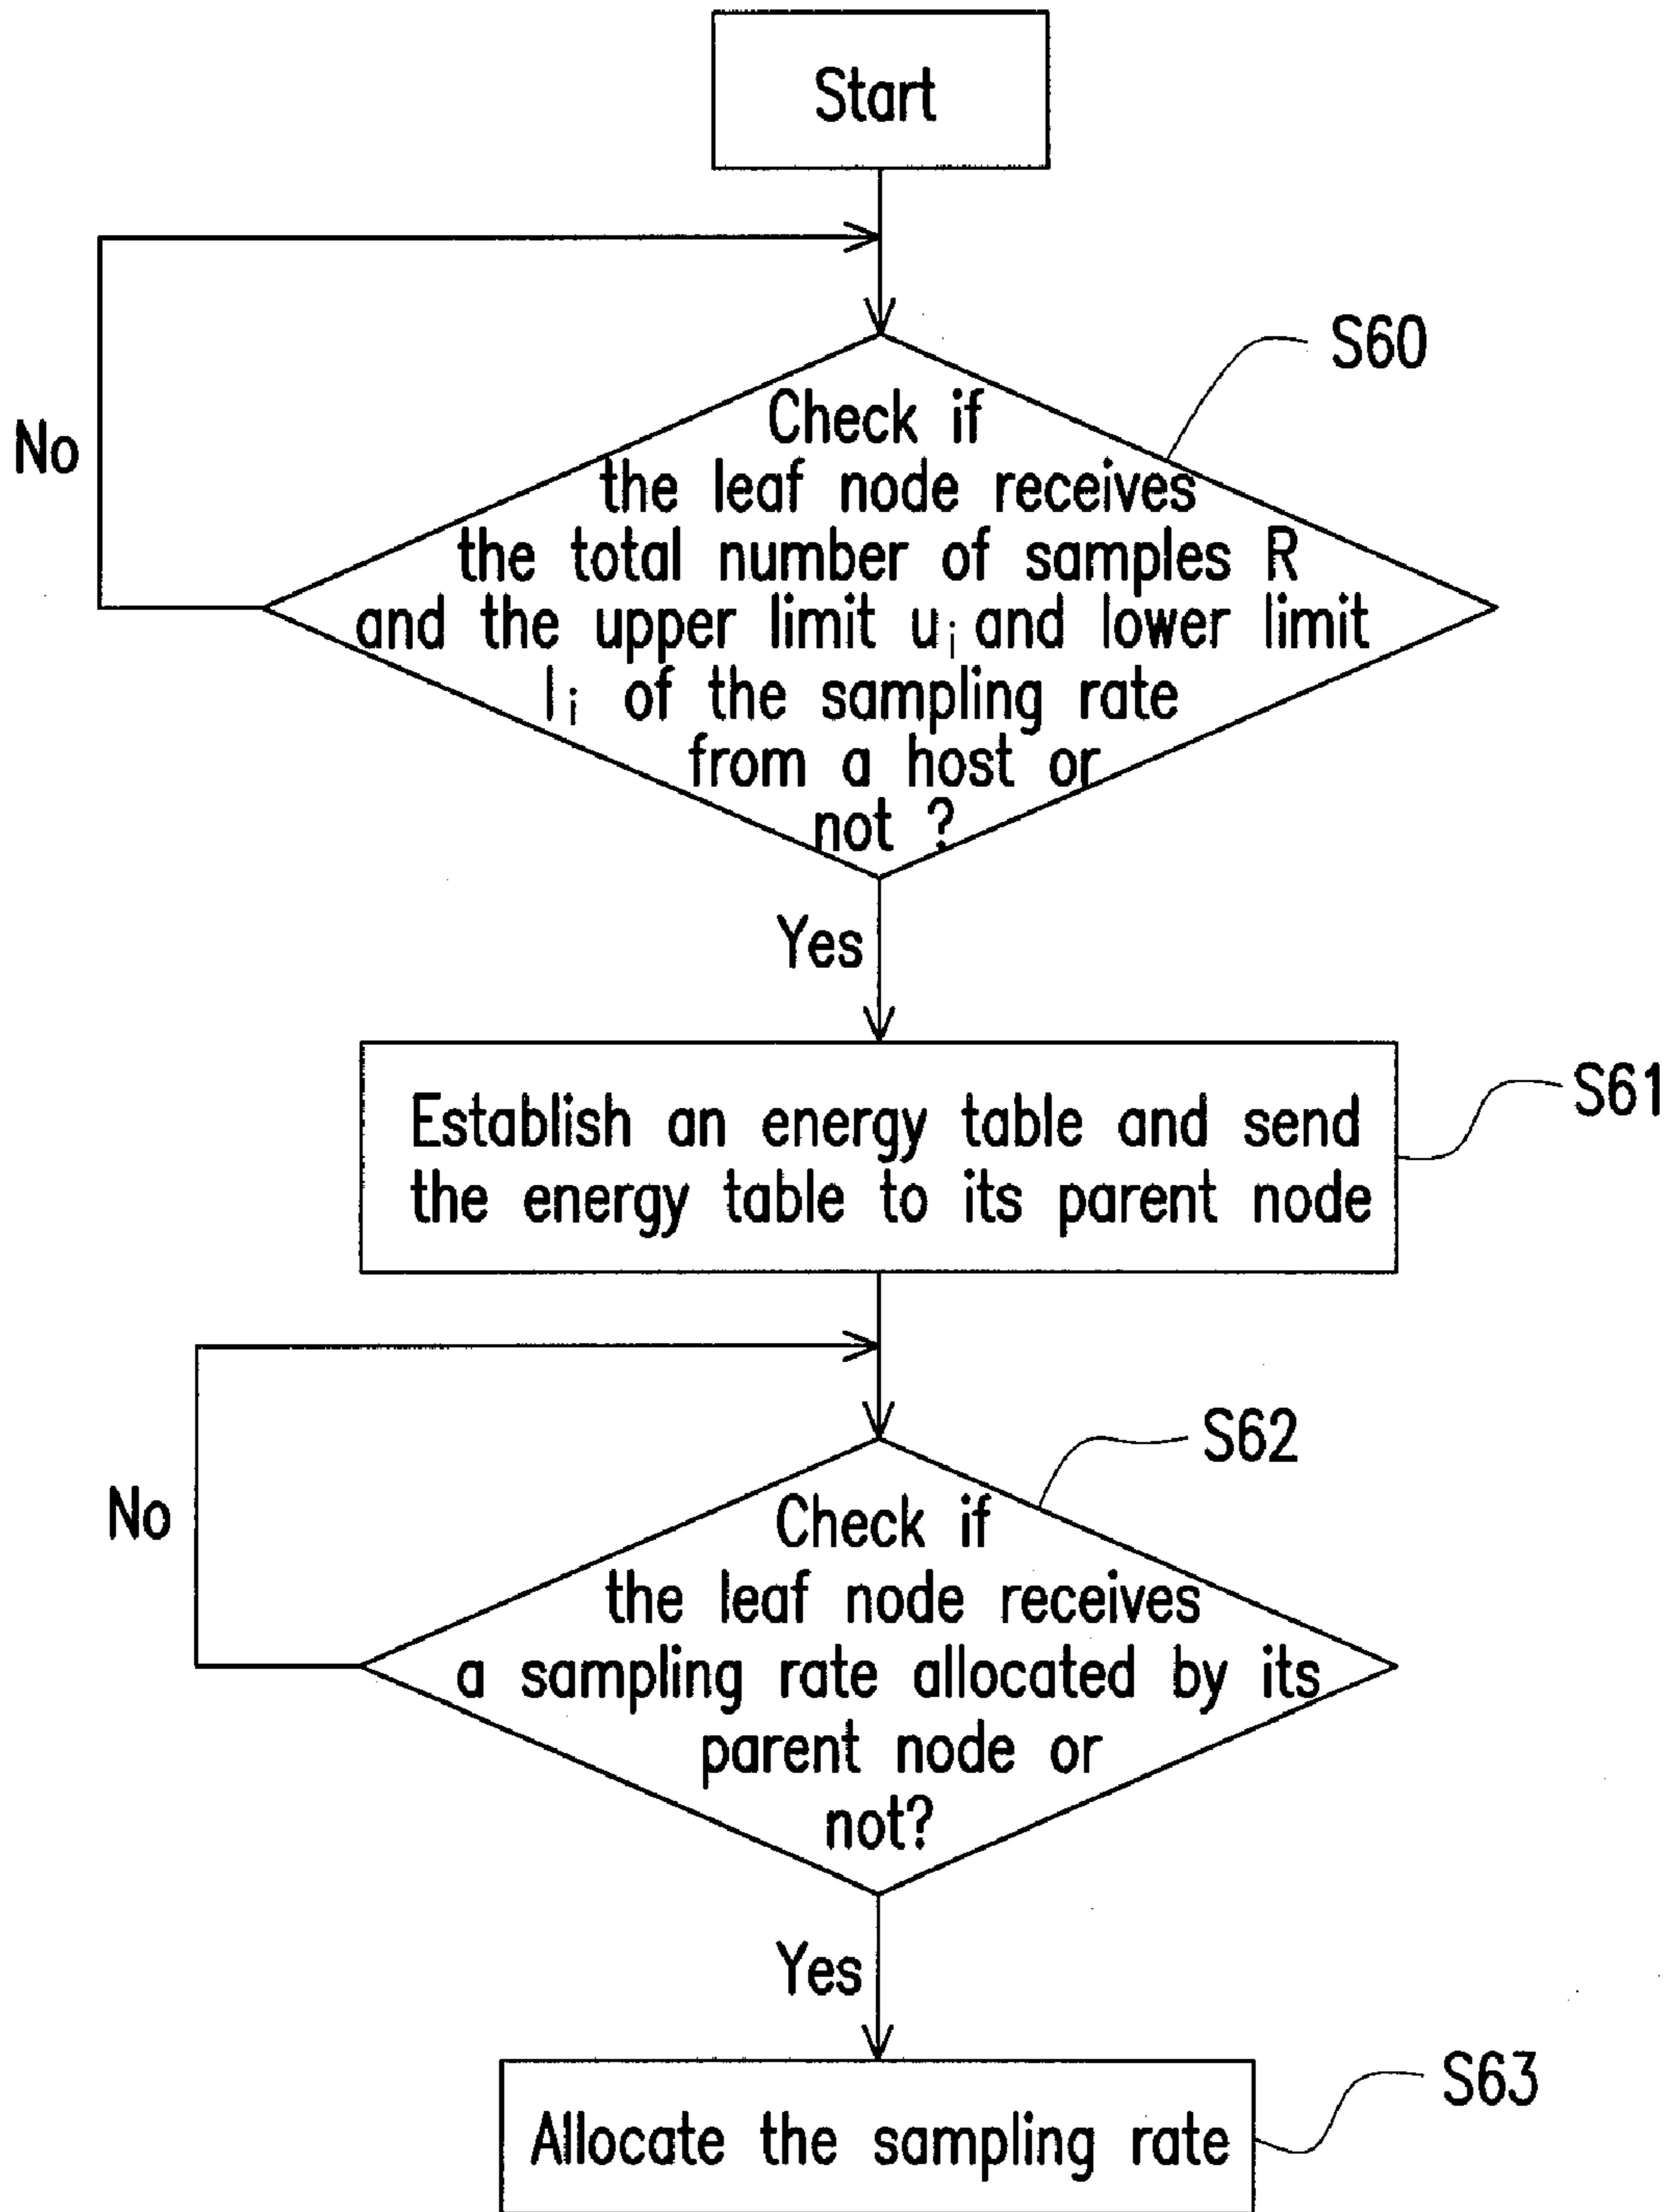 Start
S60
No
Check if
the leaf node receives
the total number of samples R
and the upper limit uᵢ and lower limit
lᵢ of the sampling rate
from a host or
not ?
Yes
Establish an energy table and send
the energy table to its parent node
S61
S62
No
Check if
the leaf node receives
a sampling rate allocated by its
parent node or
not?
Yes
Allocate the sampling rate
S63